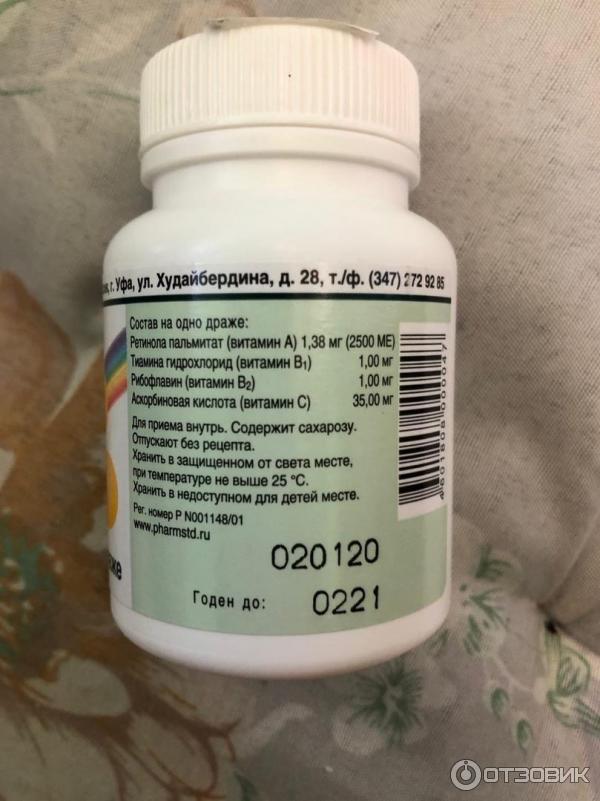 г. Уфа, ул. Худайбердина, д. 28, т./ф. (347) 272 92 85
Состав на одно драже:
Ретинола пальмитат (витамин А) 1,38 мг (2500 МЕ)
Тиамина гидрохлорид (витамин В₁) 1,00 мг
Рибофлавин (витамин В₂) 1,00 мг
Аскорбиновая кислота (витамин С) 35,00 мг
Для приема внутрь. Содержит сахарозу.
Отпускают без рецепта.
Хранить в защищенном от света месте,
при температуре не выше 25 °С.
Хранить в недоступном для детей месте.
Рег. номер Р N001148/01
www.pharmstd.ru
4601808000047
020120
Годен до: 0221
ОТЗОВИК